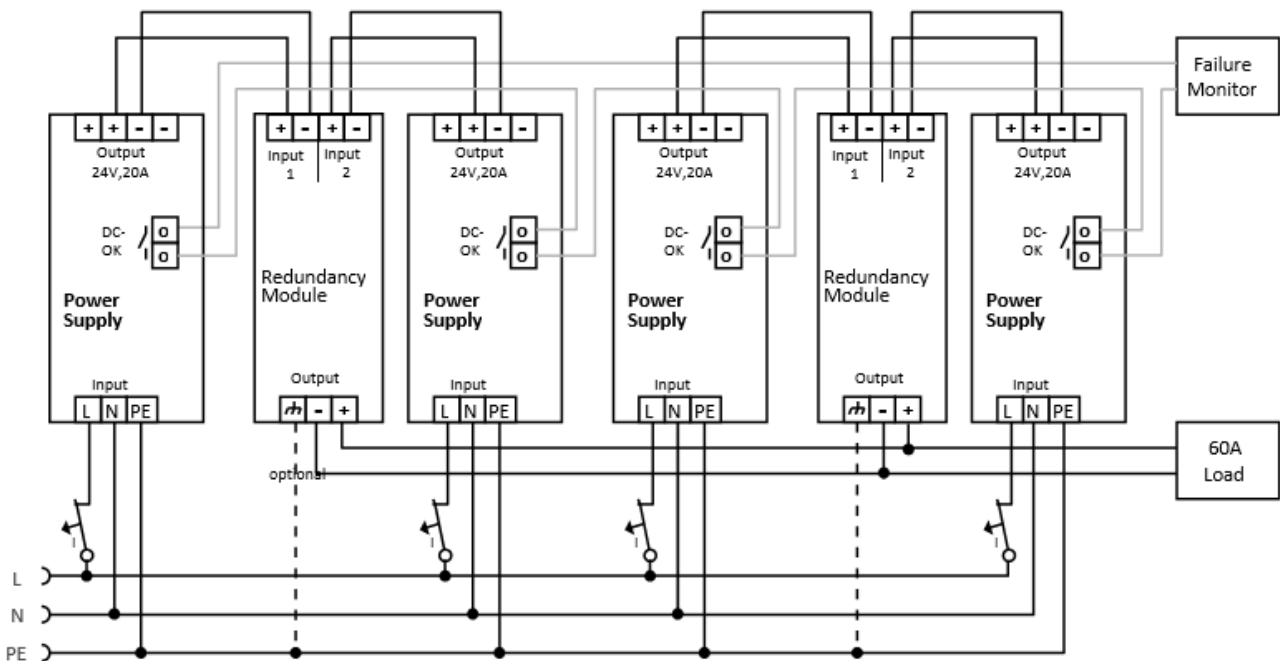 Failure
Monitor
+ + - -
Output
24V,20A
DC-
OK
o
o
Power
Supply
Input
L N PE
+ - + -
Input
1
Input
2
Redundancy
Module
Output
- +
optional
+ + - -
Output
24V,20A
DC-
OK
o
o
Power
Supply
Input
L N PE
+ + - -
Output
24V,20A
DC-
OK
o
o
Power
Supply
Input
L N PE
+ - + -
Input
1
Input
2
Redundancy
Module
Output
- +
+ + - -
Output
24V,20A
DC-
OK
o
o
Power
Supply
Input
L N PE
60A
Load
I
I
I
I
L
N
PE